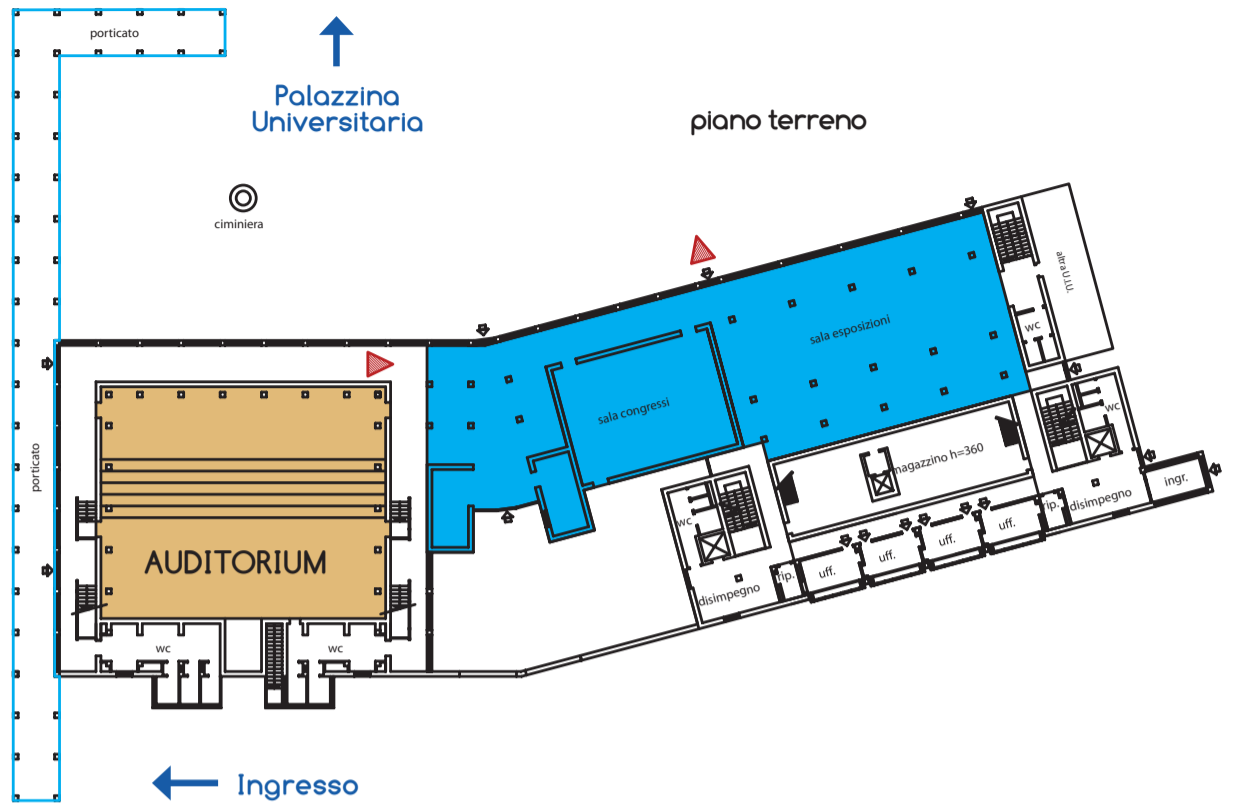 porticato
Palazzina
Universitaria
piano terreno
ciminiera
altra U.T.U.
wc
sala esposizioni
sala congressi
wc
porticato
magazzino h=360
ingr.
wc
rip.
disimpegno
uff.
uff.
uff.
uff.
rip.
disimpegno
AUDITORIUM
wc
wc
Ingresso